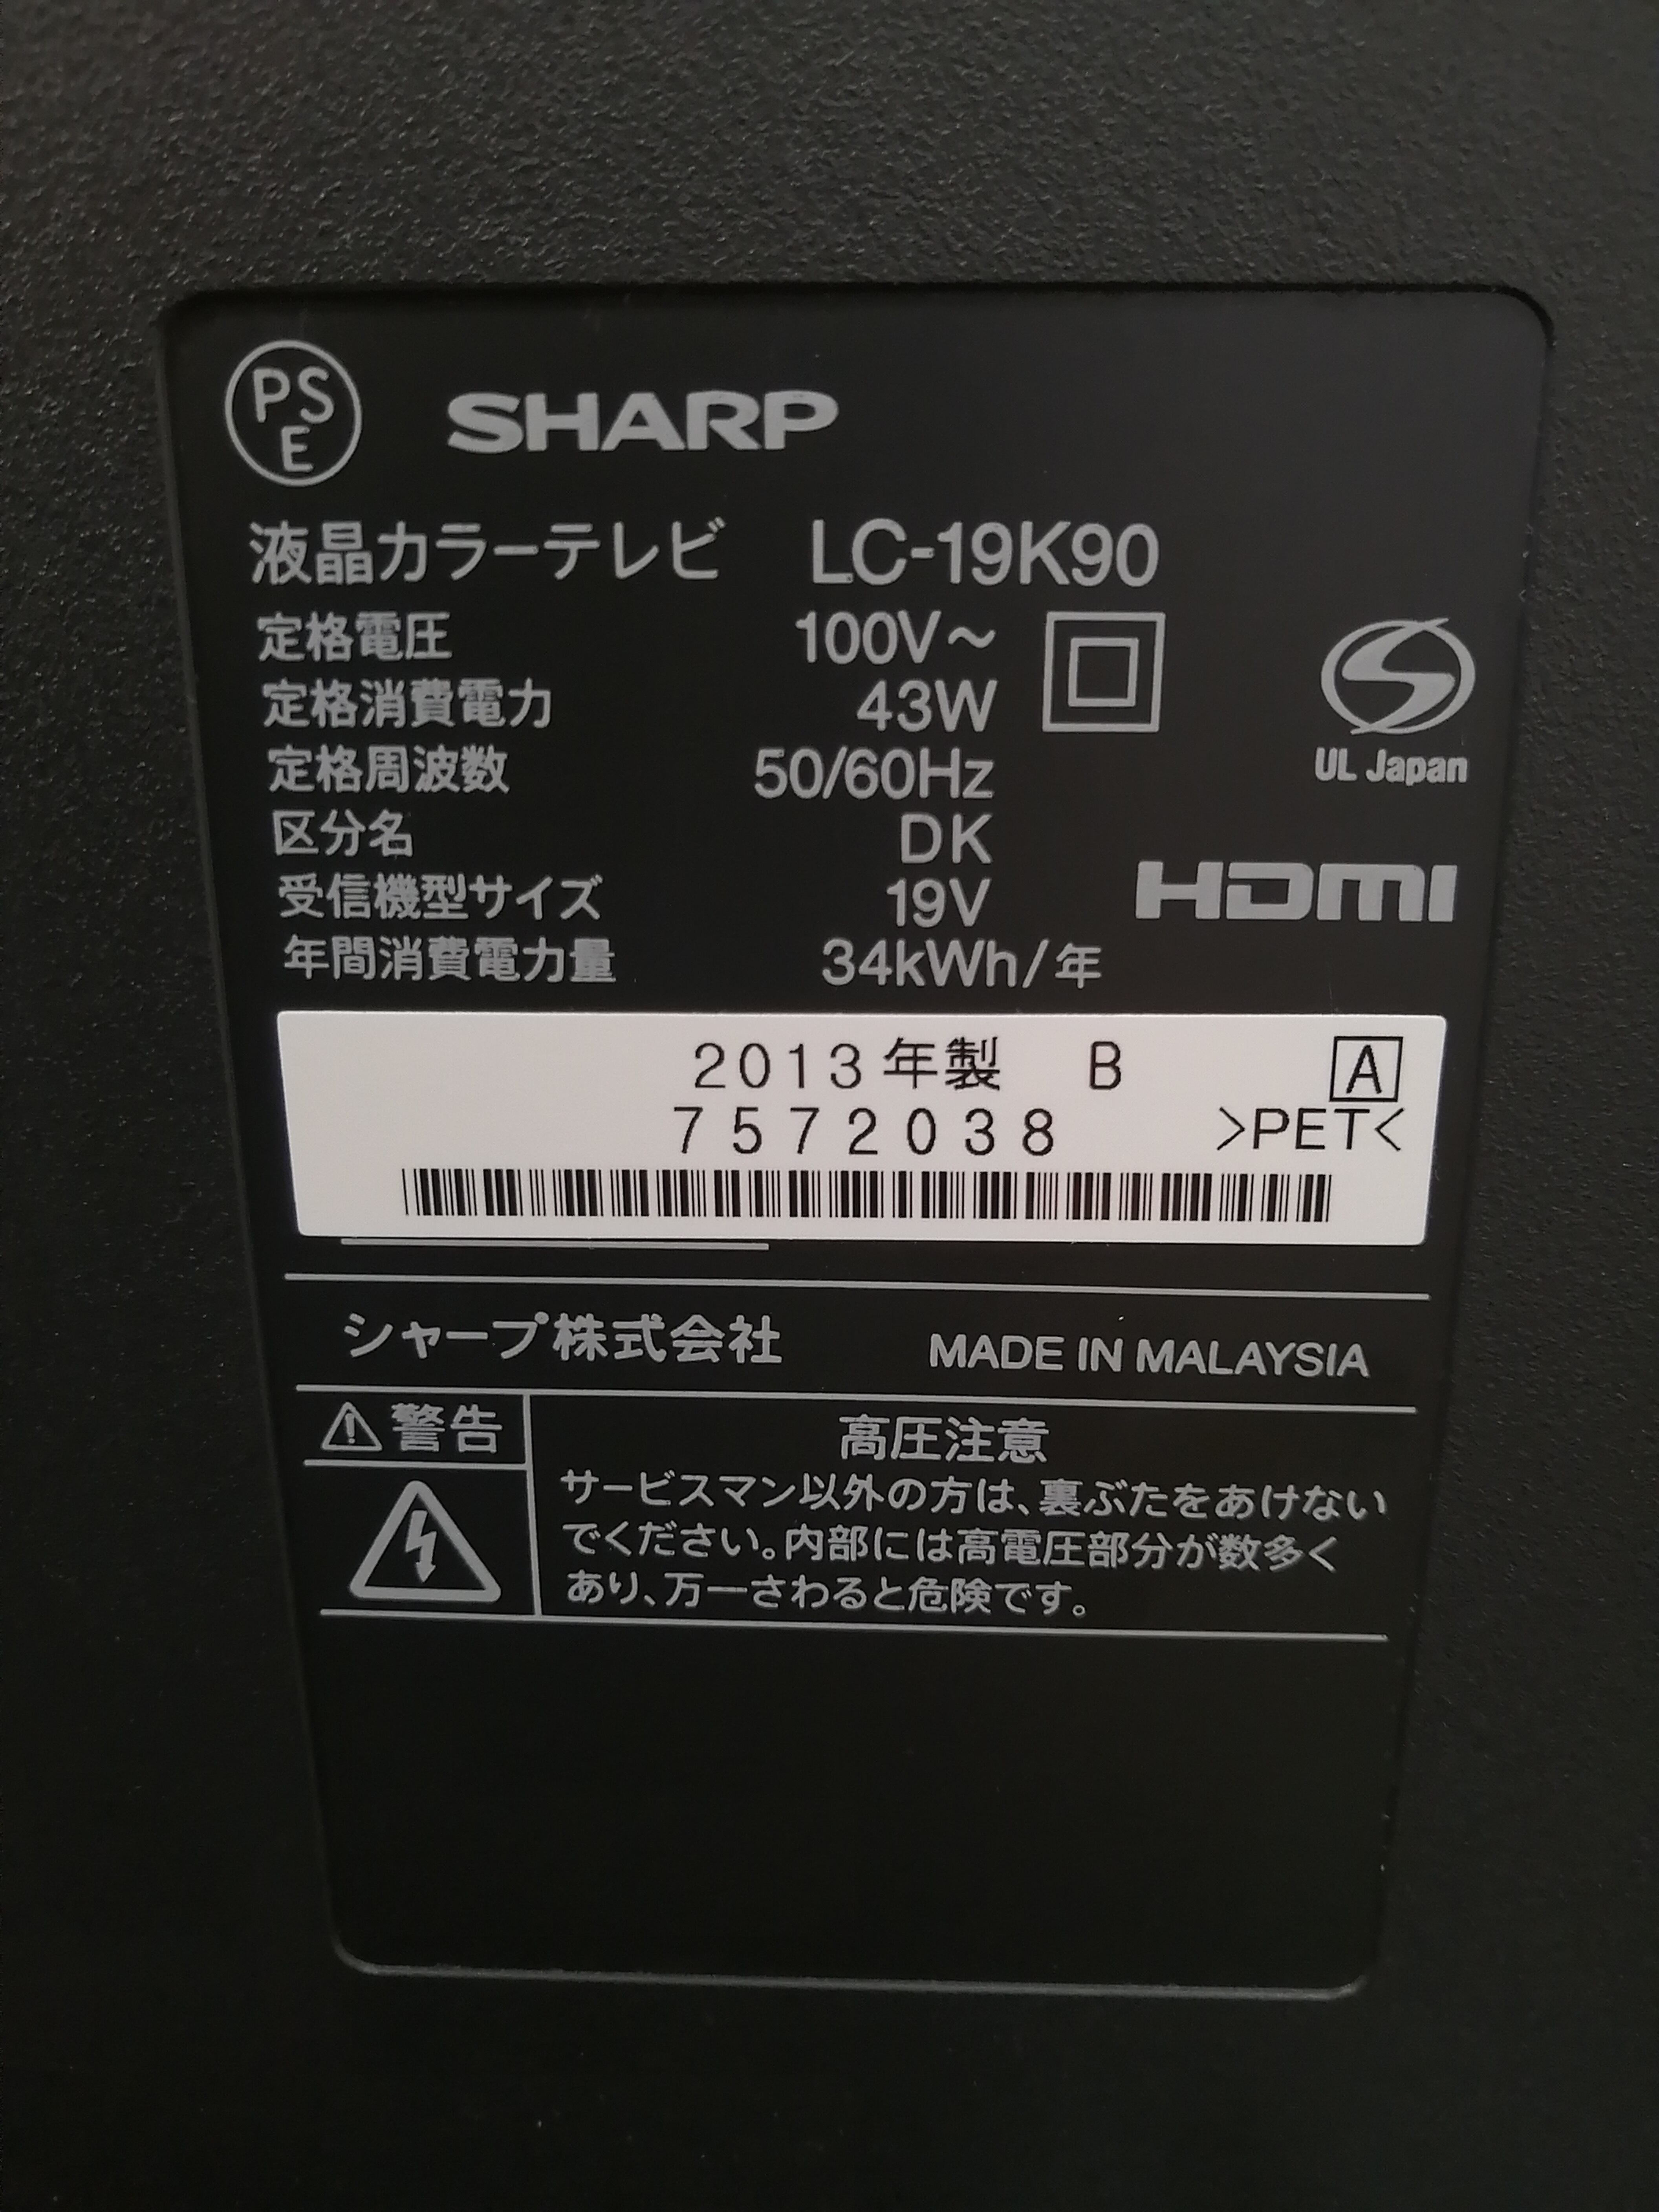 PSE SHARP
液晶カラーテレビ LC-19K90
定格電圧 100V～
定格消費電力 43W
定格周波数 50/60Hz
UL Japan
区分名 DK
受信機型サイズ 19V
HDMI
年間消費電力量 34kWh/年
2013年製 B A
7572038 >PET<
シャープ株式会社 MADE IN MALAYSIA
警告 高圧注意
サービスマン以外の方は、裏ぶたをあけない
でください。内部には高電圧部分が数多く
あり、万一さわると危険です。